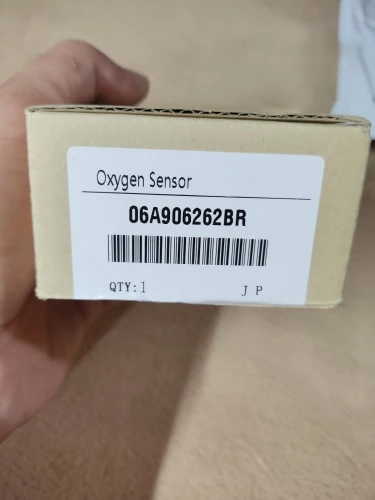 Oxygen Sensor
06A906262BR
QTY:1 JP